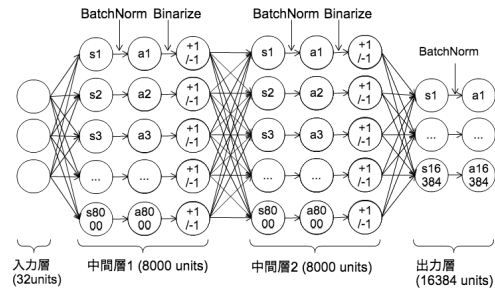 BatchNorm Binarize
BatchNorm Binarize
BatchNorm
s1 a1 +1 /-1
s2 a2 +1 /-1
s3 a3 +1 /-1
... ... +1 /-1
s80 00 a80 00 +1 /-1
s1 a1 +1 /-1
s2 a2 +1 /-1
s3 a3 +1 /-1
... ... +1 /-1
s80 00 a80 00 +1 /-1
s1 a1
... ...
s16 384 a16 384
入力層
(32units)
中間層1 (8000 units)
中間層2 (8000 units)
出力層
(16384 units)